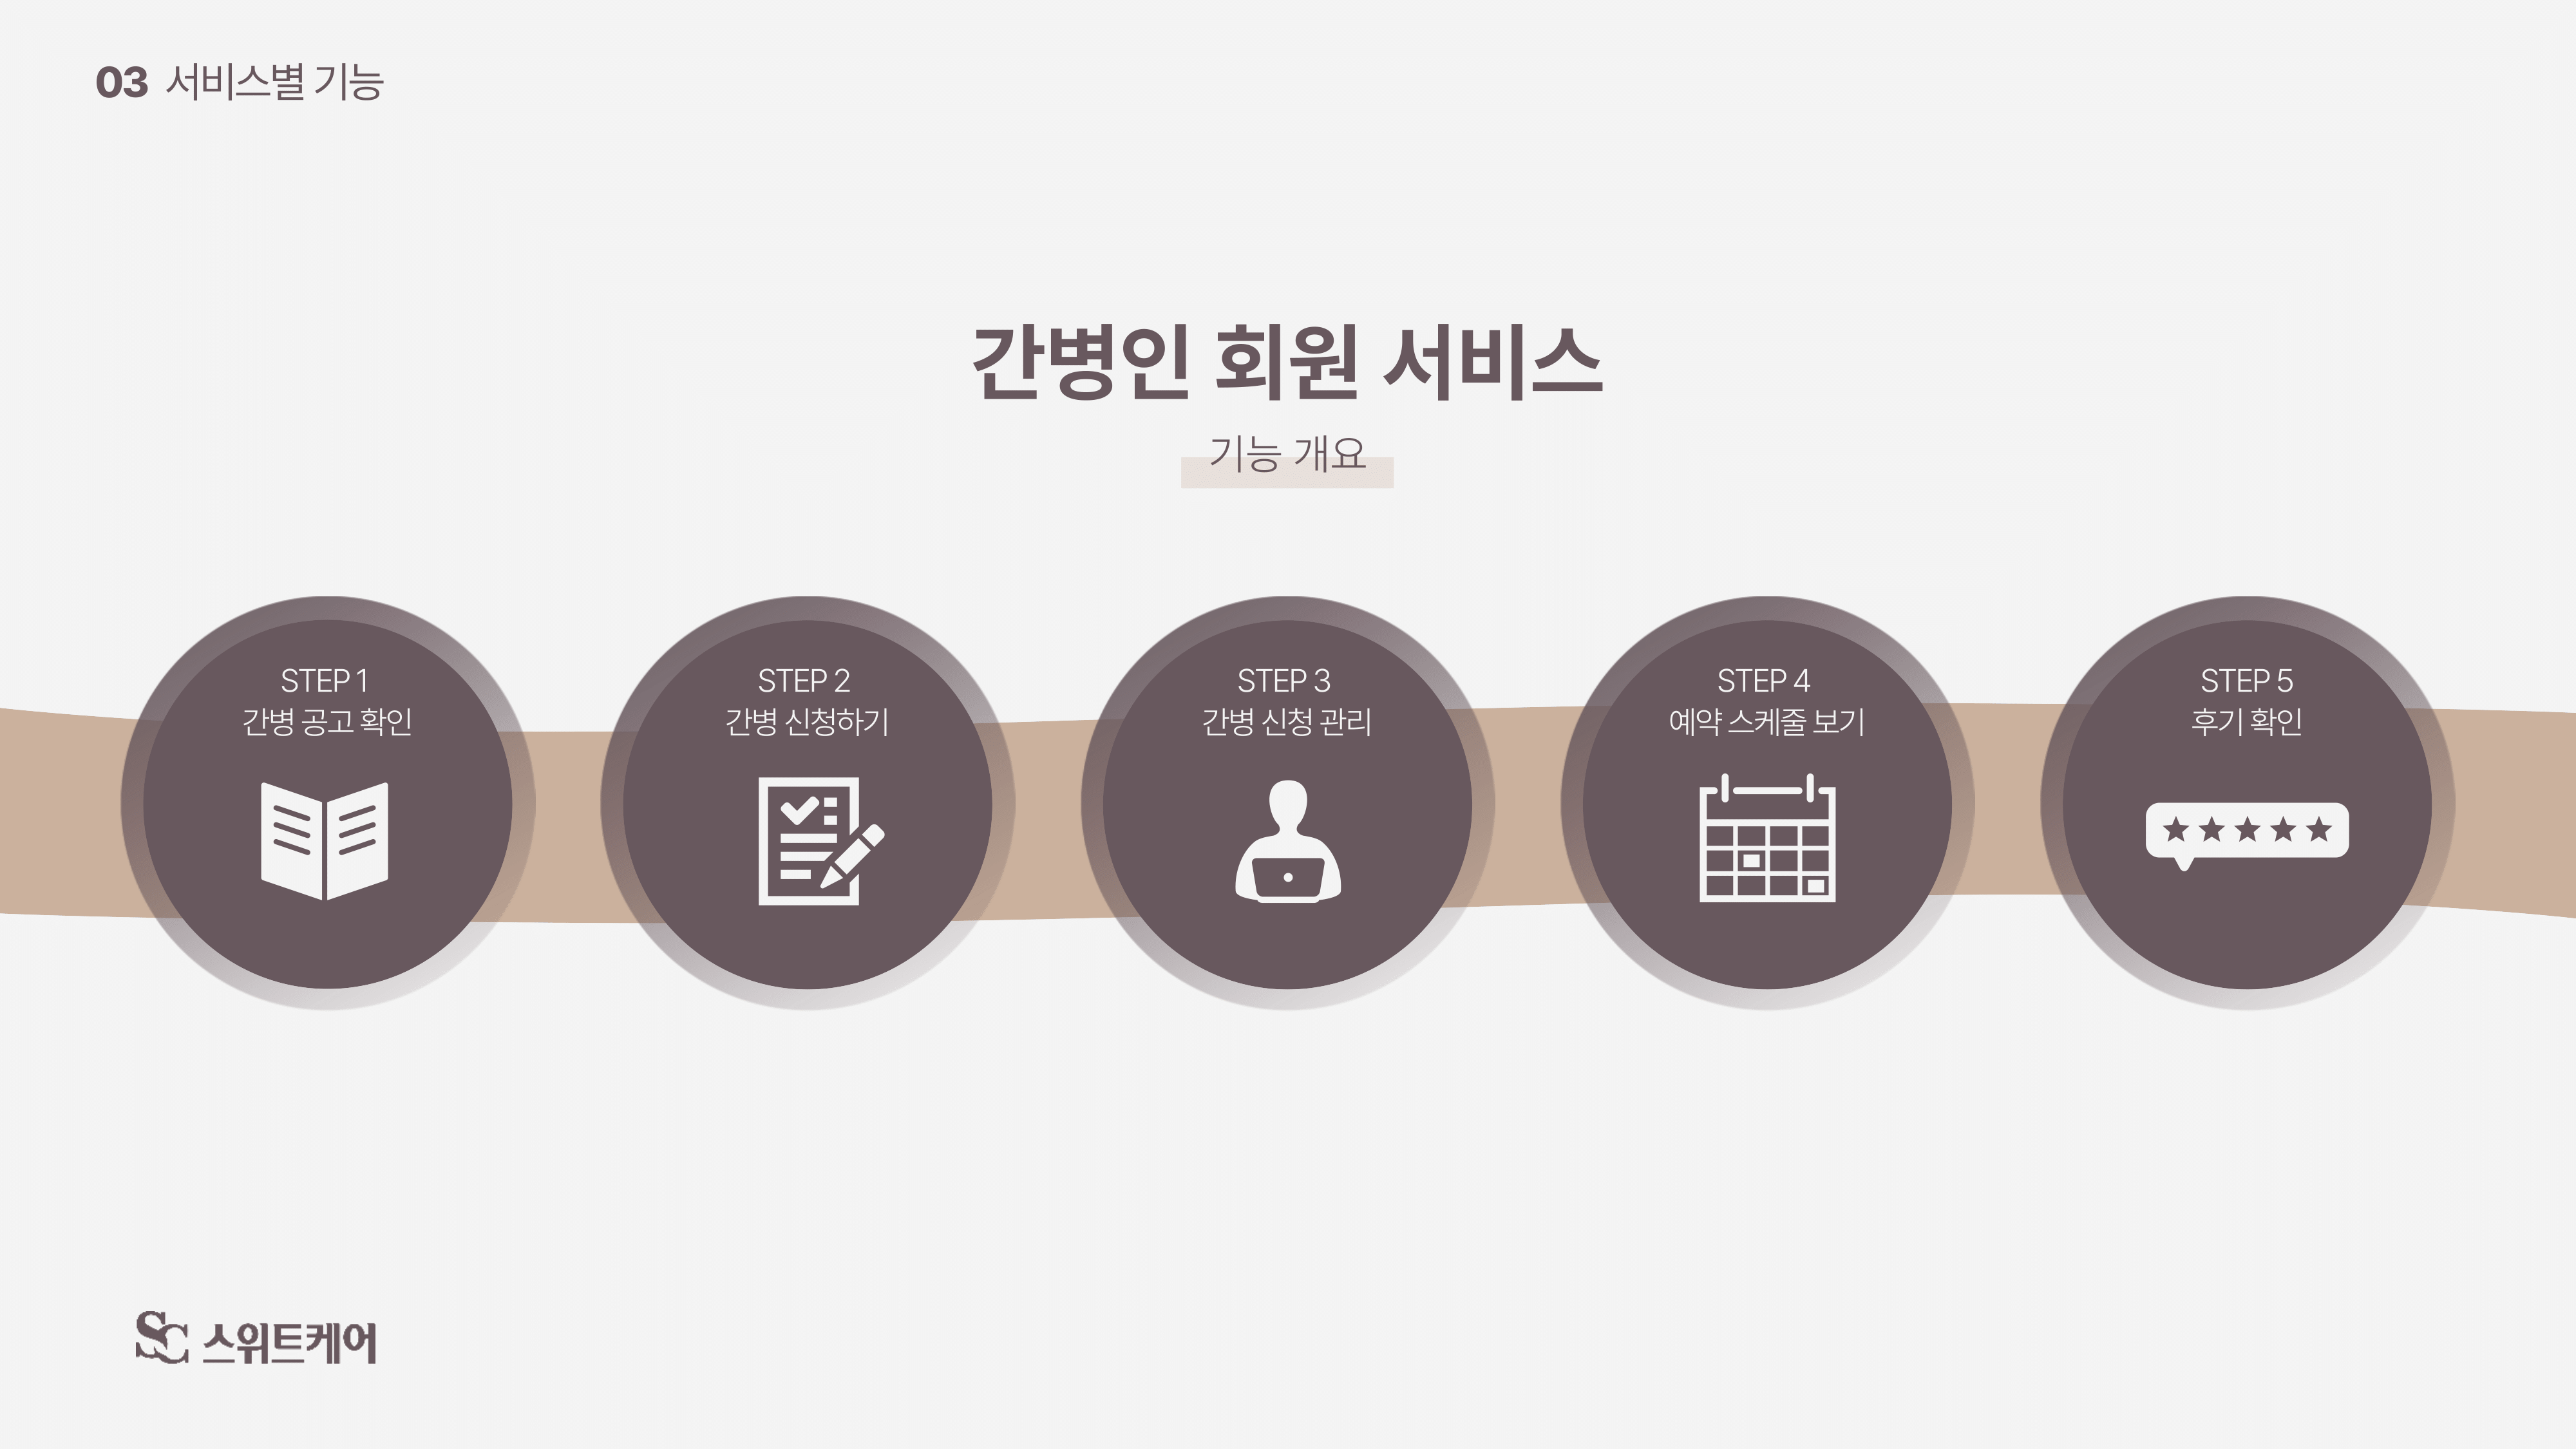 03 서비스별 기능
간병인 회원 서비스
기능 개요
STEP 1
간병 공고 확인
STEP 2
간병 신청하기
STEP 3
간병 신청 관리
STEP 4
예약 스케줄 보기
STEP 5
후기 확인
SC 스위트케어